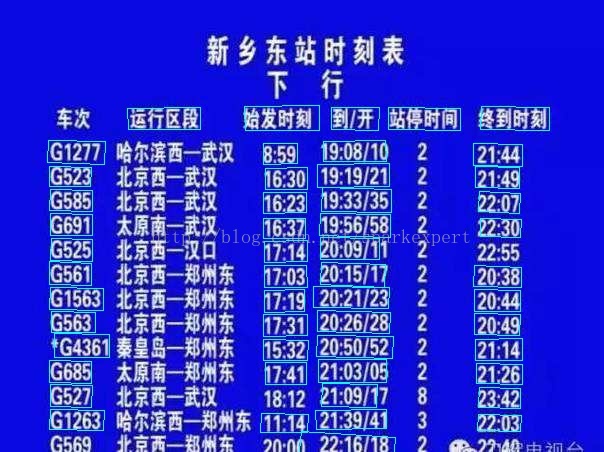 新乡东站时刻表
下 行
车次 运行区段 始发时刻 到/开 站停时间 终到时刻
G1277 哈尔滨西—武汉 8:59 19:08/10 2 21:44
G523 北京西—武汉 16:30 19:19/21 2 21:49
G585 北京西—武汉 16:23 19:33/35 2 22:07
G691 太原南—武汉 16:37 19:56/58 2 22:30
G525 北京西—汉口 17:14 20:09/11 2 22:55
G561 北京西—郑州东 17:03 20:15/17 2 20:38
G1563 北京西—郑州东 17:19 20:21/23 2 20:44
G563 北京西—郑州东 17:31 20:26/28 2 20:49
*G4361 秦皇岛—郑州东 15:32 20:50/52 2 21:14
G685 太原南—郑州东 17:41 21:03/05 2 21:26
G527 北京西—武汉 18:12 21:09/17 8 23:42
G1263 哈尔滨西—郑州东 11:14 21:39/41 3 22:03
G569 北京西—郑州东 20:00 22:16/18 2 22:40